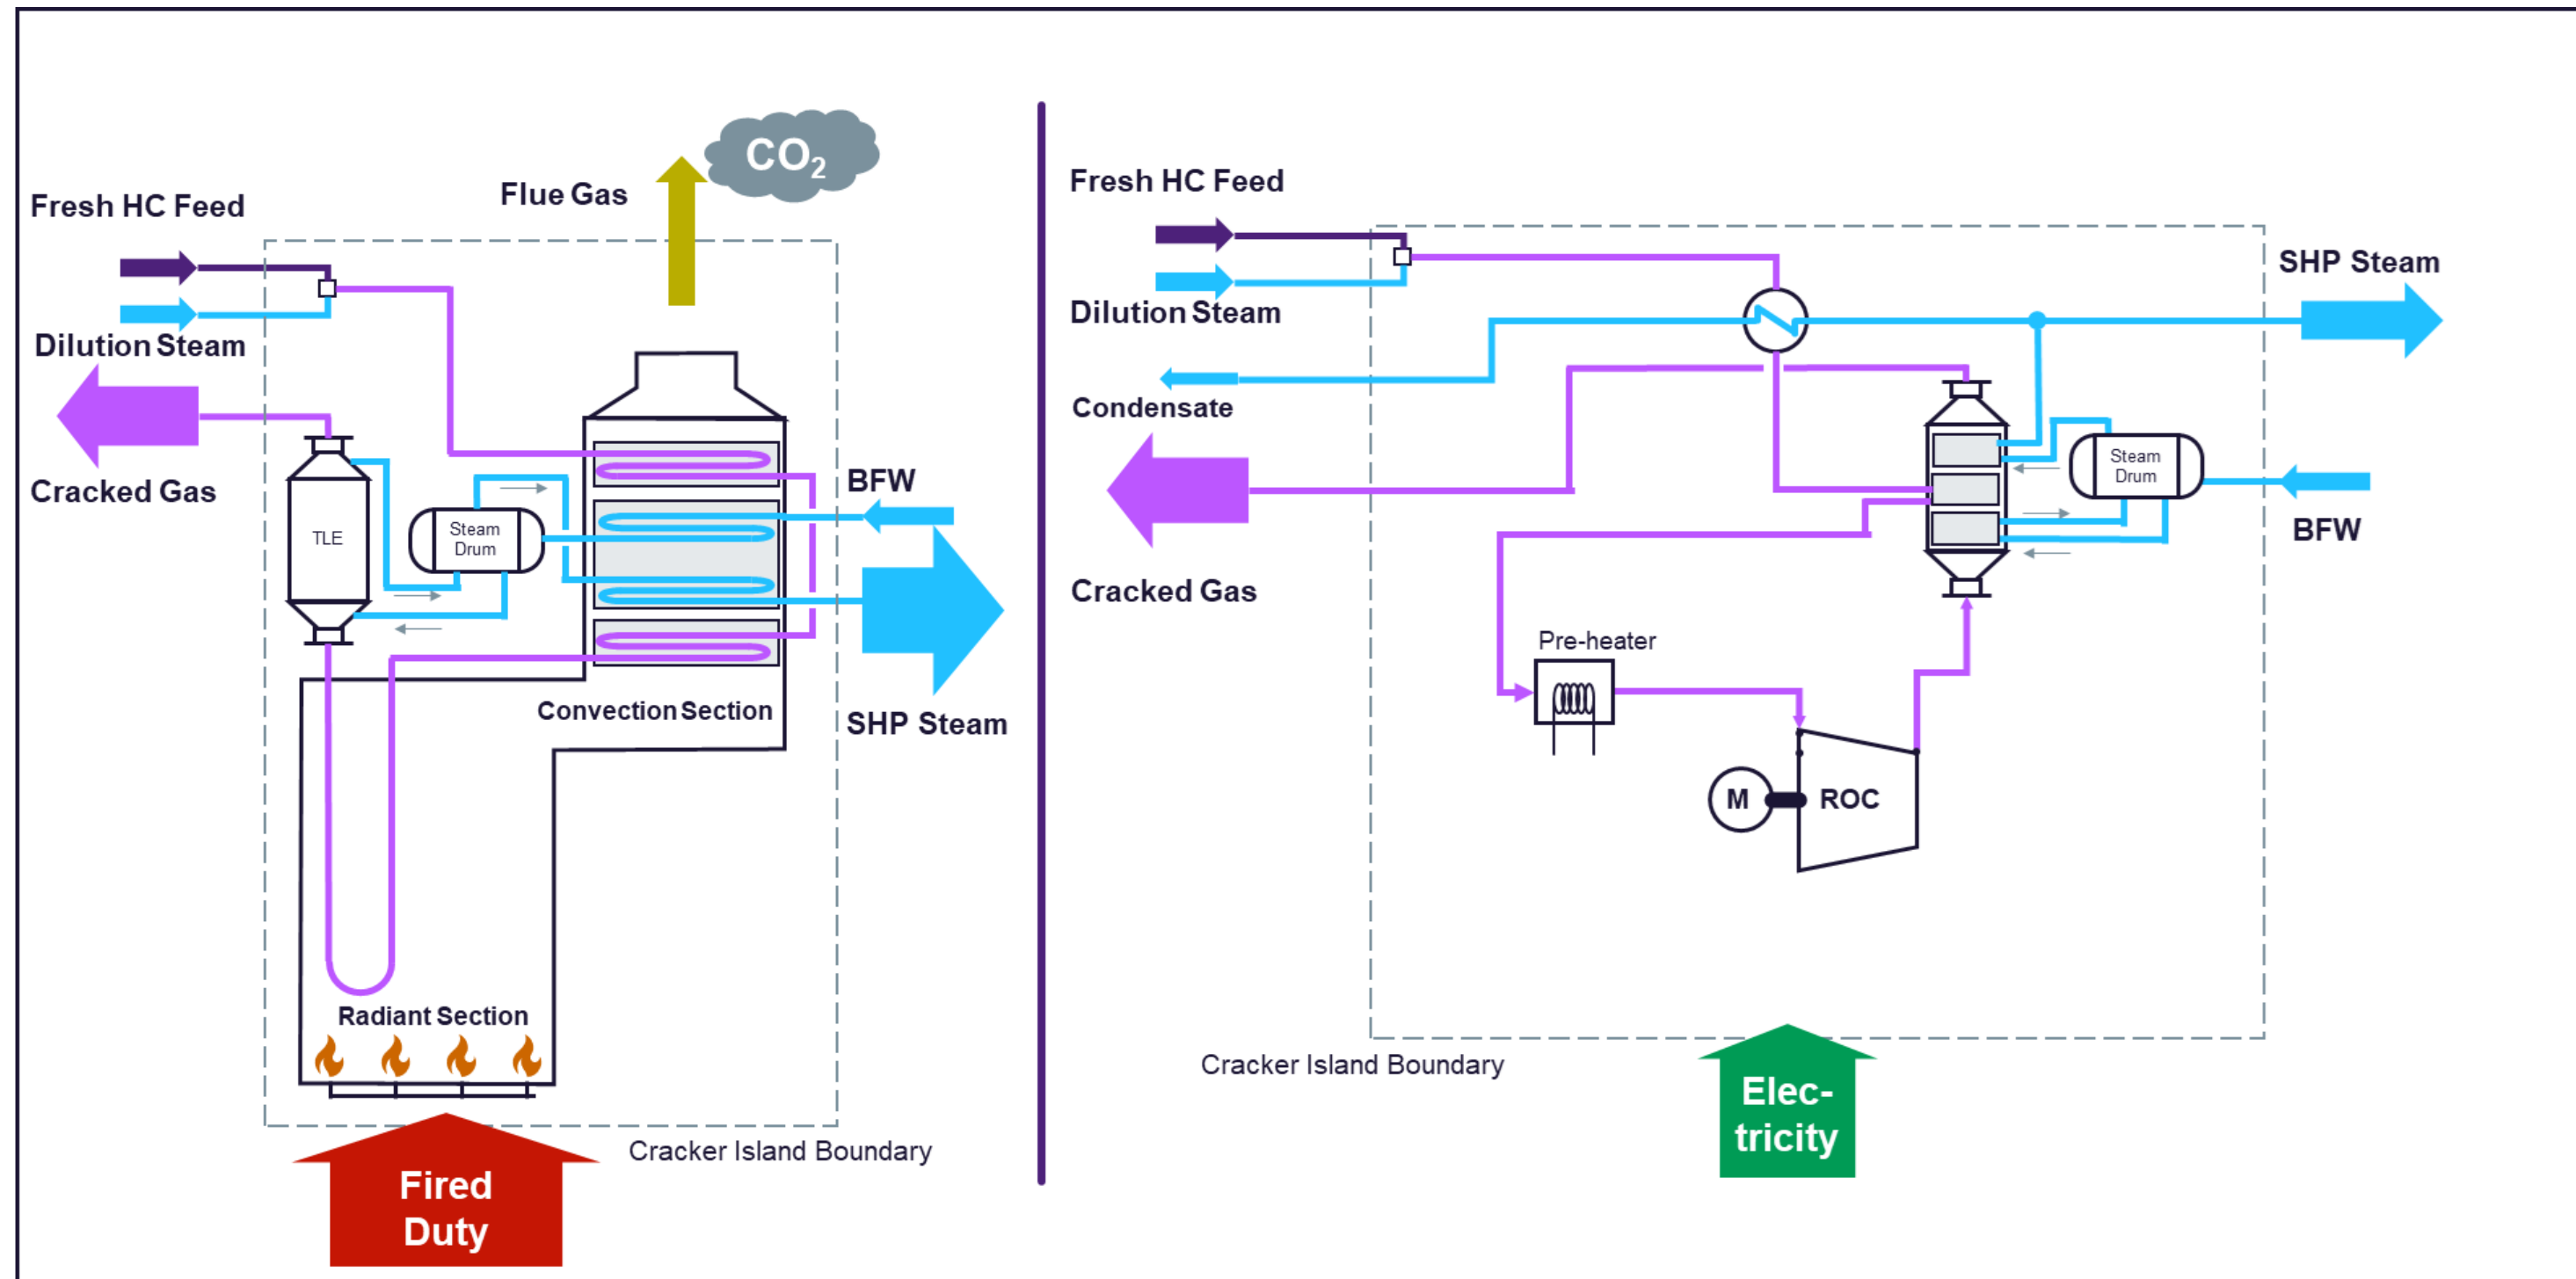 Fresh HC Feed
Dilution Steam
Cracked Gas
Flue Gas
CO₂
TLE
Steam
Drum
BFW
SHP Steam
Convection Section
Radiant Section
Cracker Island Boundary
Fired
Duty
Fresh HC Feed
Dilution Steam
Condensate
Cracked Gas
SHP Steam
Steam
Drum
BFW
Pre-heater
M
ROC
Cracker Island Boundary
Elec-
tricity